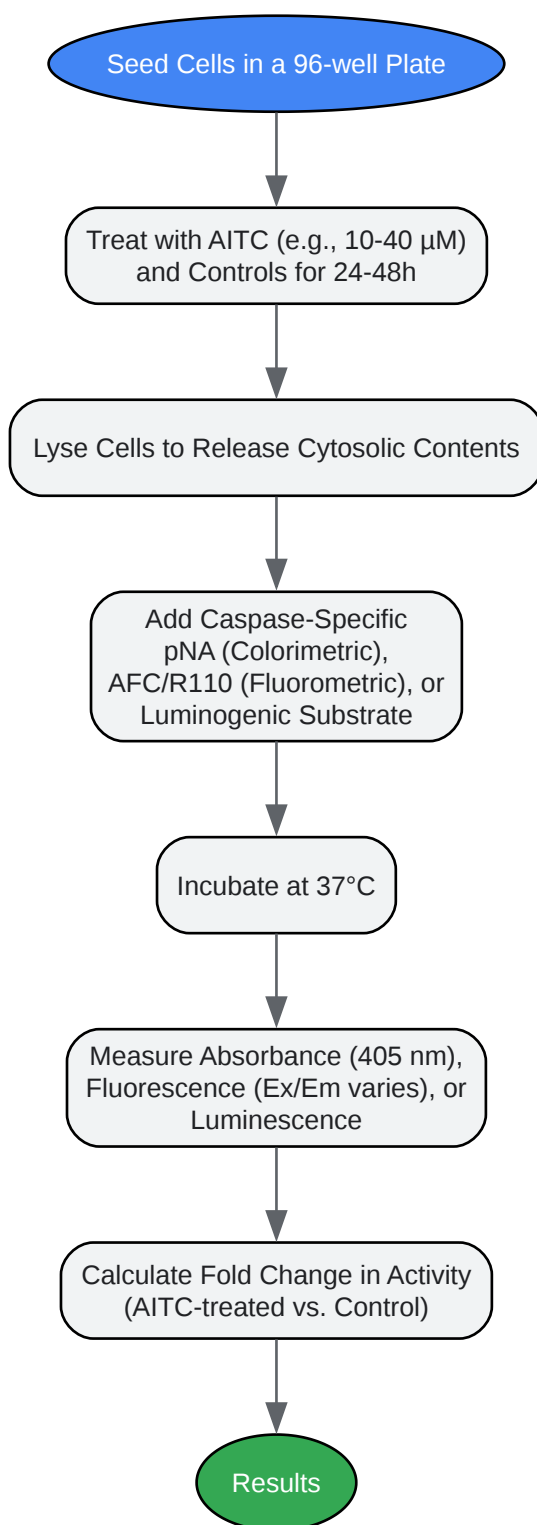 Seed Cells in a 96-well Plate
Treat with AITC (e.g., 10-40 µM)
and Controls for 24-48h
Lyse Cells to Release Cytosolic Contents
Add Caspase-Specific
pNA (Colorimetric),
AFC/R110 (Fluorometric), or
Luminogenic Substrate
Incubate at 37°C
Measure Absorbance (405 nm),
Fluorescence (Ex/Em varies), or
Luminescence
Calculate Fold Change in Activity
(AITC-treated vs. Control)
Results